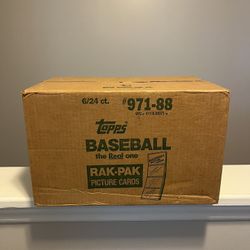 6/24 ct. #971-88
Topps
BASEBALL
the Real one
RAK-PAK
PICTURE CARDS